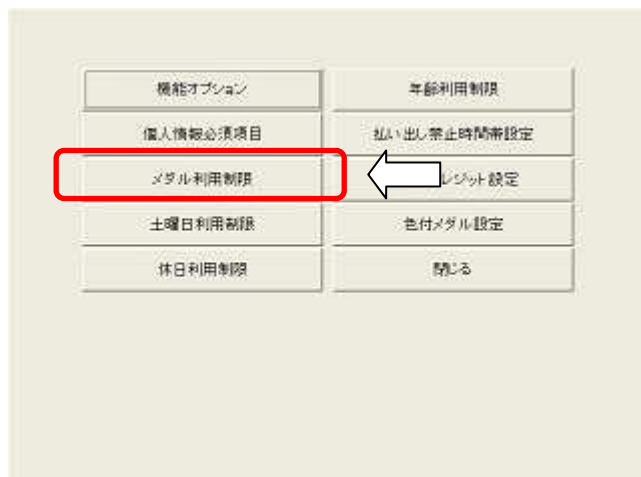 機能オプション
年齢利用制限
個人情報必須項目
払い出し禁止時間帯設定
メダル利用制限
レジット設定
土曜日利用制限
色付メダル設定
休日利用制限
閉じる